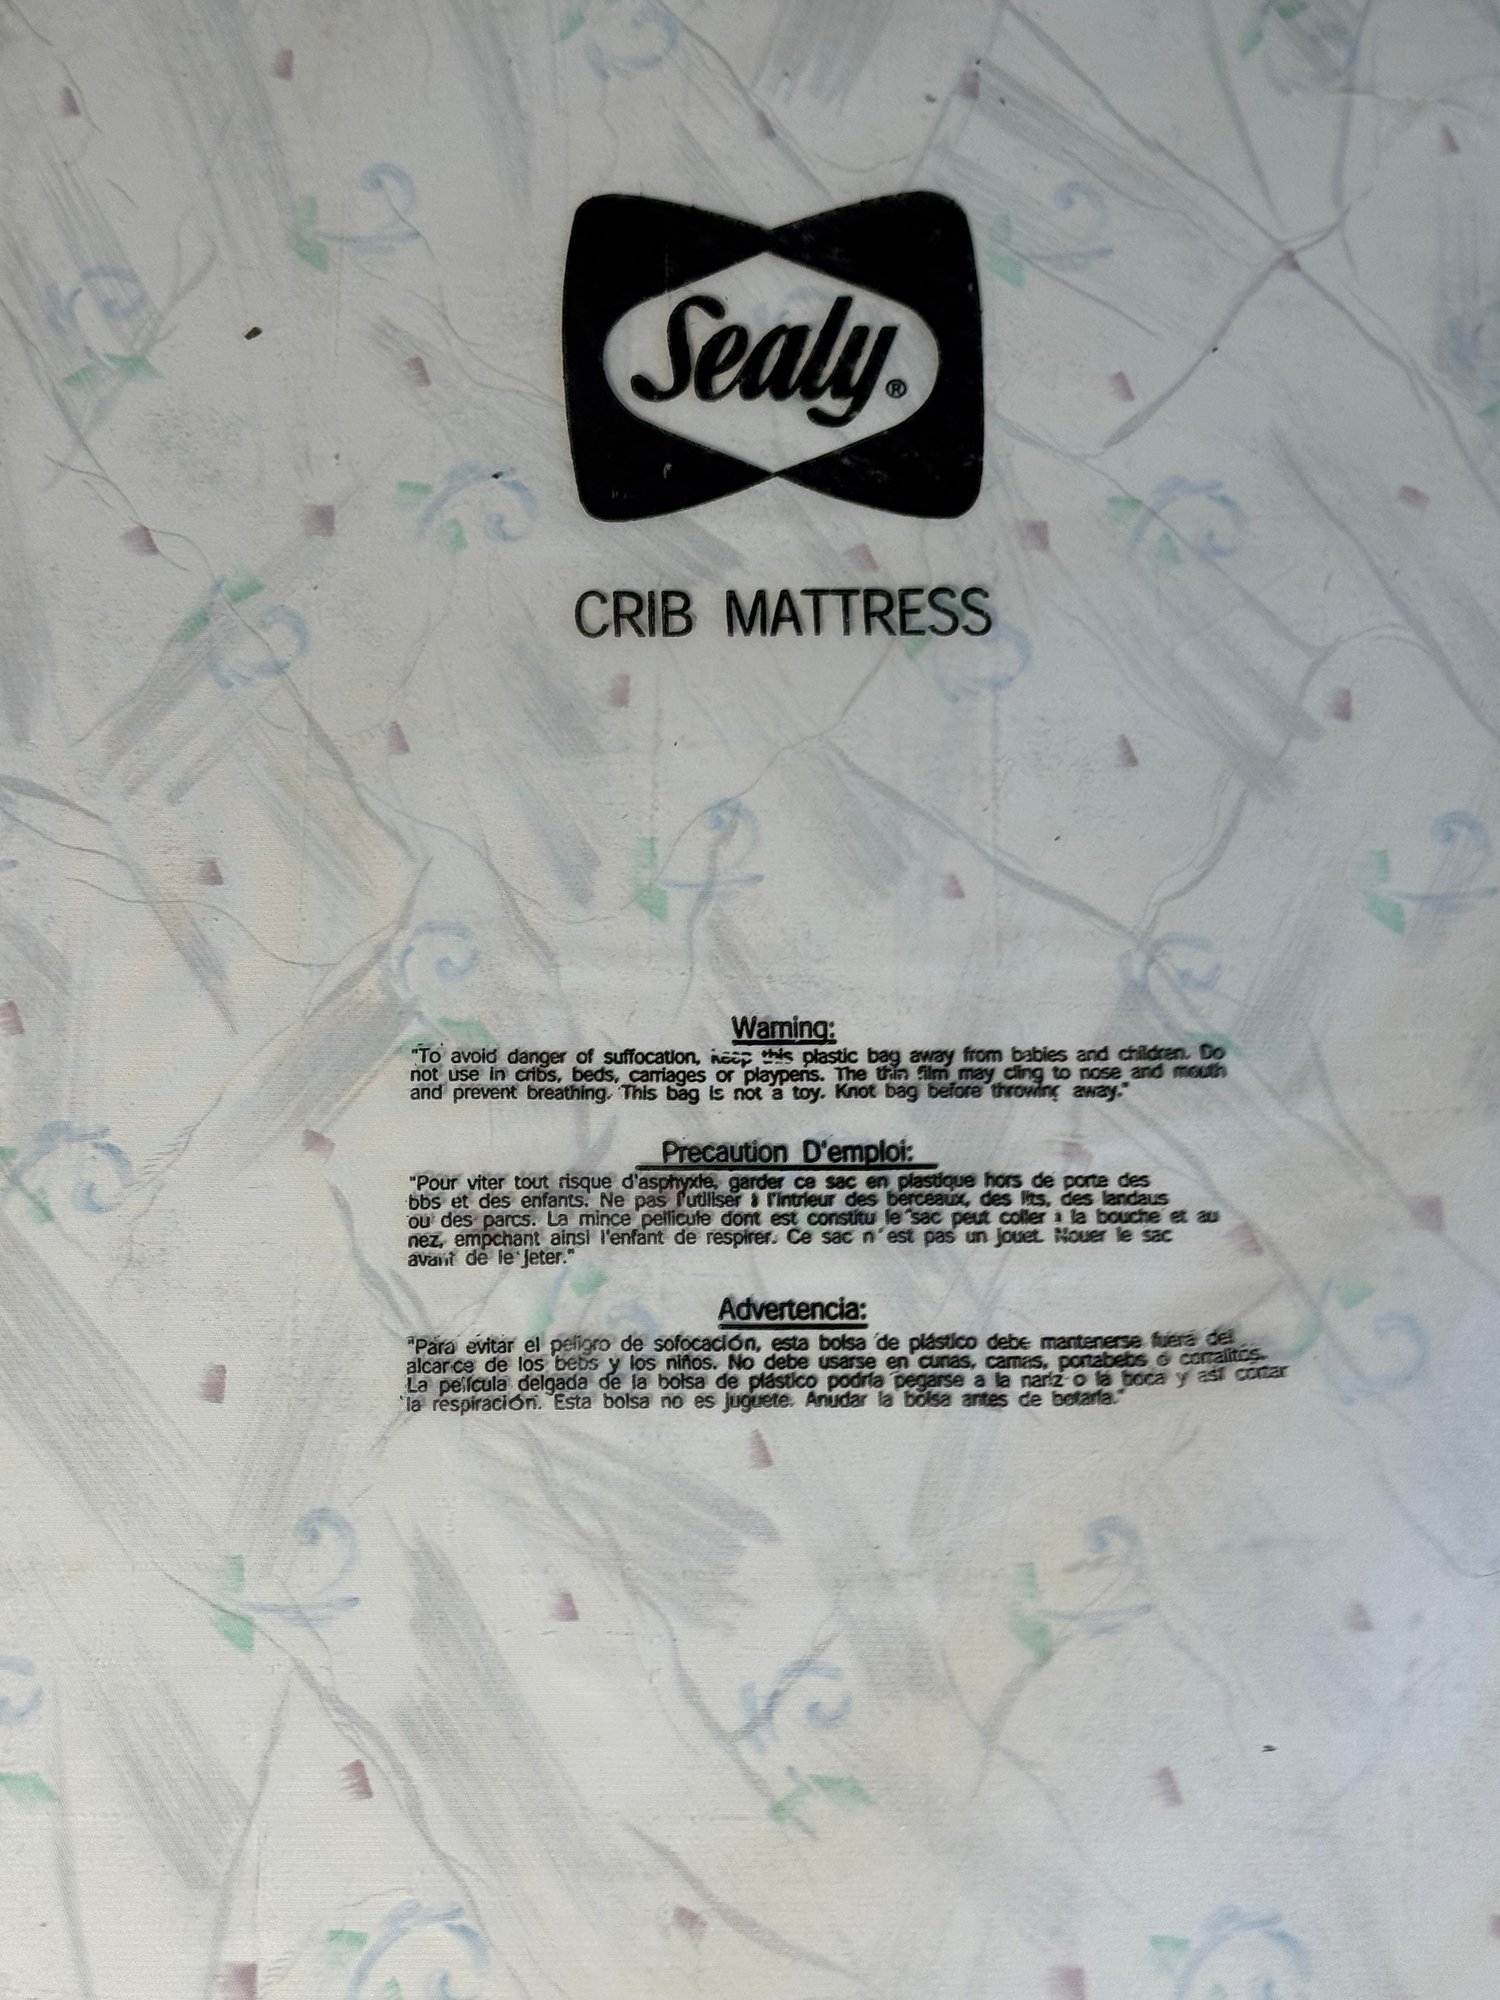 Sealy®
CRIB MATTRESS
Warning:
"To avoid danger of suffocation, keep this plastic bag away from babies and children. Do
not use in cribs, beds, carriages or playpens. The thin film may cling to nose and mouth
and prevent breathing. This bag is not a toy. Knot bag before throwing away."
Precaution D'emploi:
"Pour viter tout risque d'asphyxie, garder ce sac en plastique hors de porte des
bbs et des enfants. Ne pas l'utiliser à l'intrieur des berceaux, des lits, des landaus
ou des parcs. La mince pellicule dont est constitu le sac peut coller à la bouche et au
nez, empchant ainsi l'enfant de respirer. Ce sac n'est pas un jouet. Nouer le sac
avant de le jeter."
Advertencia:
"Para evitar el peligro de sofocación, esta bolsa de plástico debe mantenerse fuera del
alcarce de los bebs y los niños. No debe usarse en cunas, camas, portabebs o corralitos.
La película delgada de la bolsa de plástico podría pegarse a la nariz o la boca y así cortar
la respiración. Esta bolsa no es juguete. Anudar la bolsa antes de botarla."